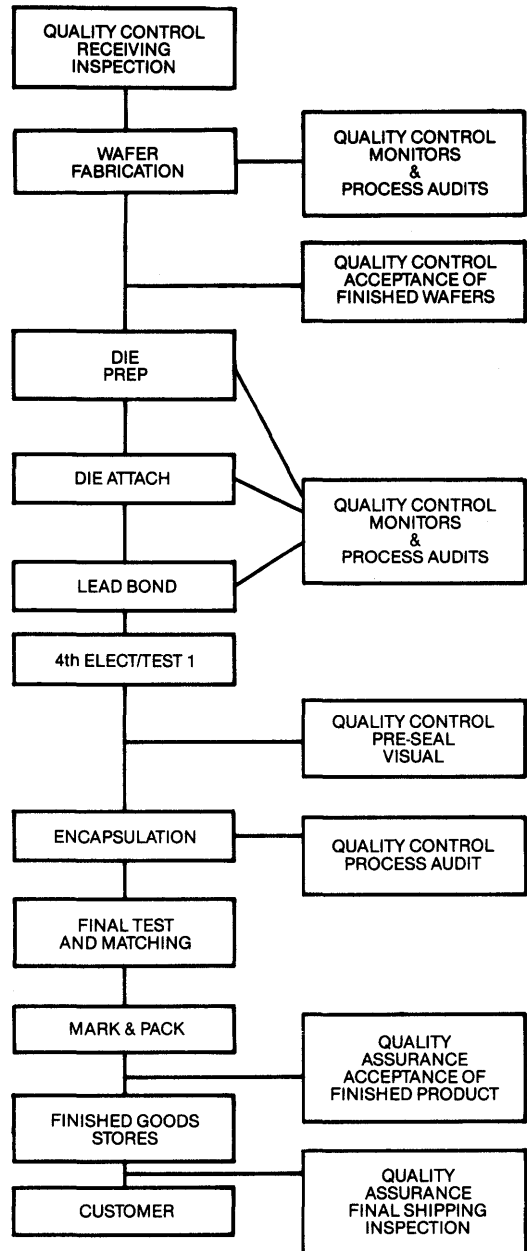 QUALITY CONTROL
RECEIVING
INSPECTION
WAFER
FABRICATION
QUALITY CONTROL
MONITORS
&
PROCESS AUDITS
QUALITY CONTROL
ACCEPTANCE OF
FINISHED WAFERS
DIE
PREP
DIE ATTACH
QUALITY CONTROL
MONITORS
&
PROCESS AUDITS
LEAD BOND
4th ELECT/TEST 1
QUALITY CONTROL
PRE-SEAL
VISUAL
ENCAPSULATION
QUALITY CONTROL
PROCESS AUDIT
FINAL TEST
AND MATCHING
MARK & PACK
QUALITY
ASSURANCE
ACCEPTANCE OF
FINISHED PRODUCT
FINISHED GOODS
STORES
CUSTOMER
QUALITY
ASSURANCE
FINAL SHIPPING
INSPECTION